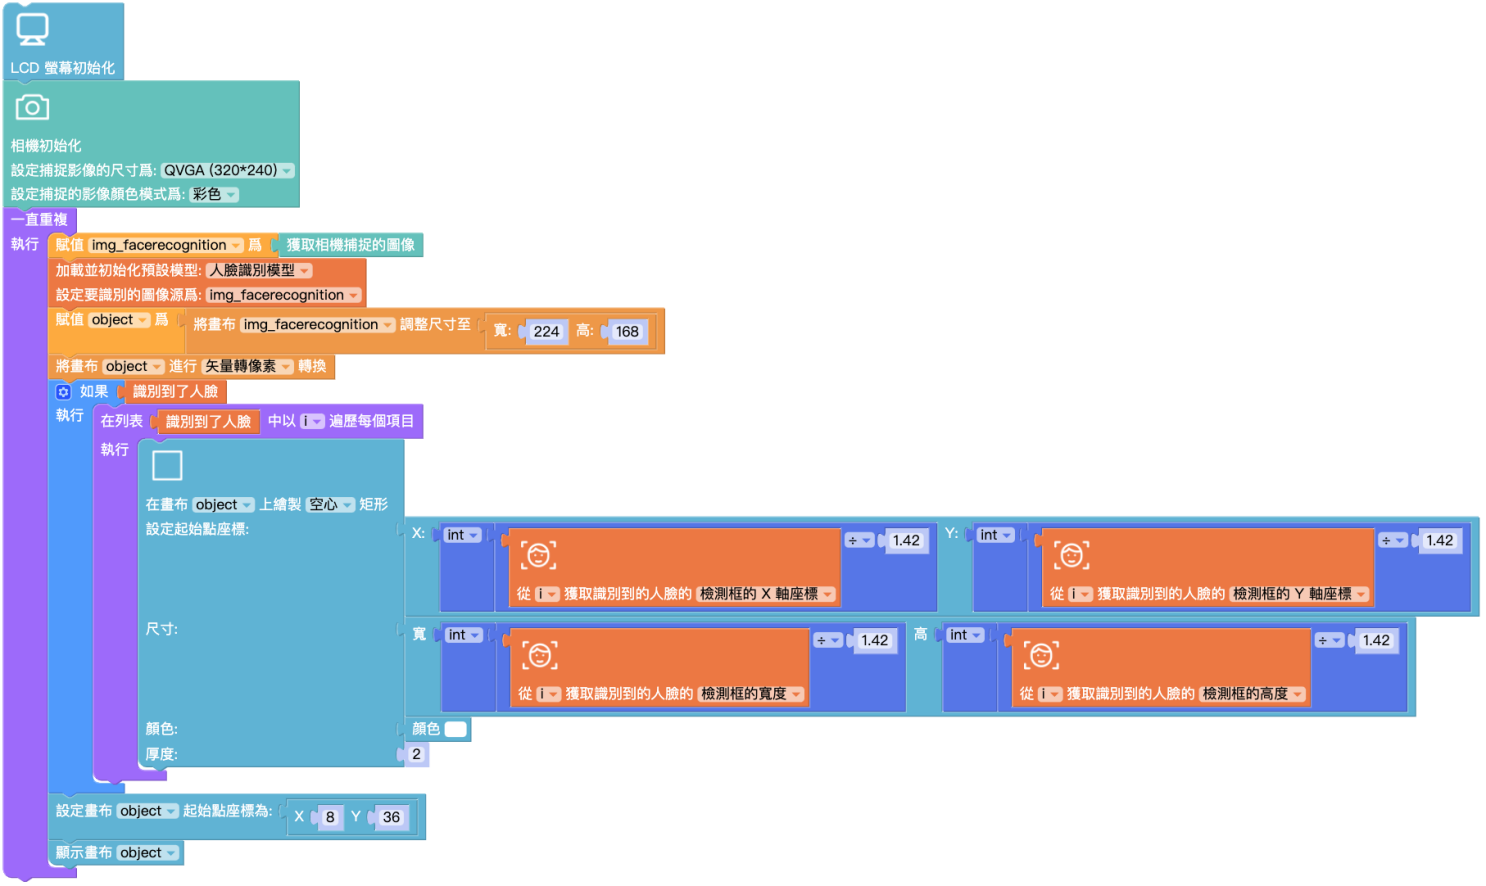 LCD 螢幕初始化
相機初始化
設定捕捉影像的尺寸爲: QVGA (320*240)
設定捕捉的影像顏色模式爲: 彩色
一直重複
執行 賦值 img_facerecognition 爲 獲取相機捕捉的圖像
加載並初始化預設模型: 人臉識別模型
設定要識別的圖像源爲: img_facerecognition
賦值 object 爲 將畫布 img_facerecognition 調整尺寸至 寬: 224 高: 168
將畫布 object 進行 矢量轉像素 轉換
如果 識別到了人臉
執行 在列表 識別到了人臉 中以 i 遍歷每個項目
執行
在畫布 object 上繪製 空心 矩形
設定起始點座標: X: int 從 i 獲取識別到的人臉的 檢測框的 X 軸座標 ÷ 1.42 Y: int 從 i 獲取識別到的人臉的 檢測框的 Y 軸座標 ÷ 1.42
尺寸: 寬 int 從 i 獲取識別到的人臉的 檢測框的寬度 ÷ 1.42 高 int 從 i 獲取識別到的人臉的 檢測框的高度 ÷ 1.42
顏色: 顏色
厚度: 2
設定畫布 object 起始點座標為: X 8 Y 36
顯示畫布 object